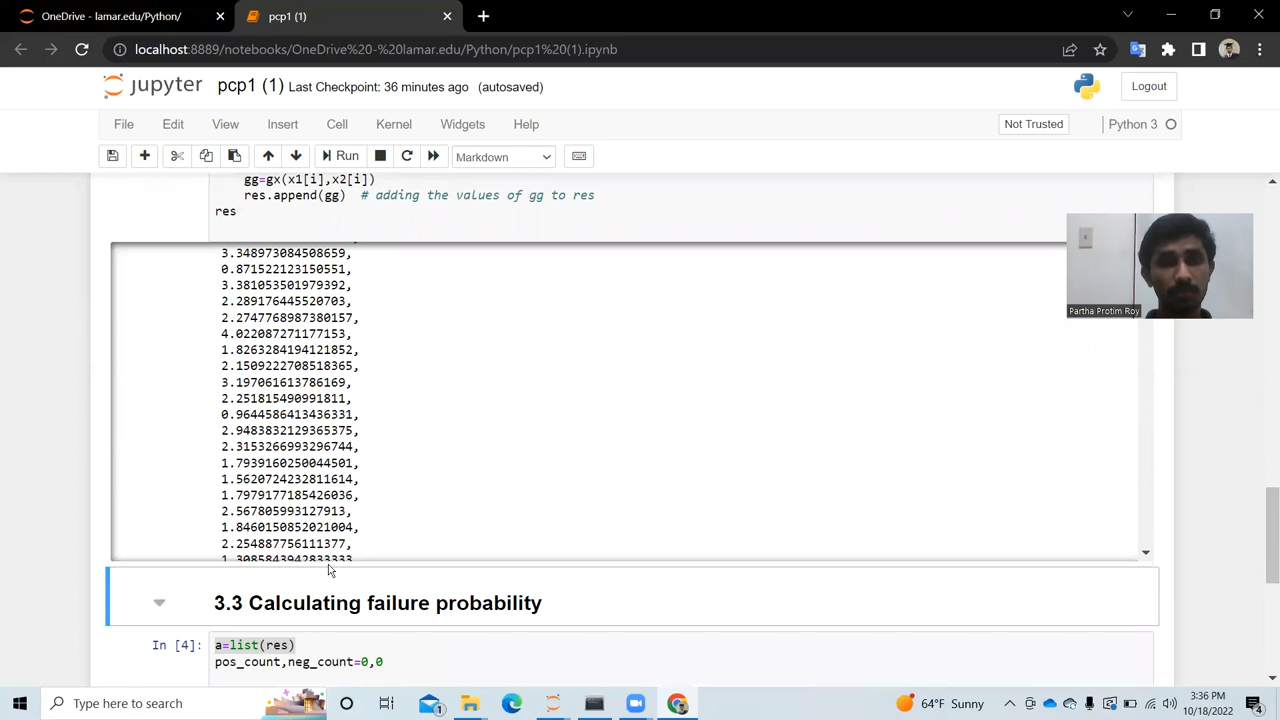 OneDrive - lamar.edu/Python/
pcp1 (1)
localhost:8889/notebooks/OneDrive%20-%20lamar.edu/Python/pcp1%20(1).ipynb
jupyter
pcp1 (1) Last Checkpoint: 36 minutes ago (autosaved)
Logout
File Edit View Insert Cell Kernel Widgets Help
Not Trusted
Python 3
Run
Markdown
gg=gx(x1[i],x2[i])
res.append(gg) # adding the values of gg to res
res
3.348973084508659,
0.871522123150551,
3.381053501979392,
2.289176445520703,
2.2747768987380157,
4.022087271177153,
1.8263284194121852,
2.1509222708518365,
3.197061613786169,
2.251815490991811,
0.9644586413436331,
2.9483832129365375,
2.3153266993296744,
1.7939160250044501,
1.5620724232811614,
1.7979177185426036,
2.567805993127913,
1.8460150852021004,
2.254887756111377,
1.3085843942833333
Partha Protim Roy
3.3 Calculating failure probability
In [4]:
a=list(res)
pos_count,neg_count=0,0
Type here to search
1
64°F Sunny
3:36 PM
10/18/2022
4